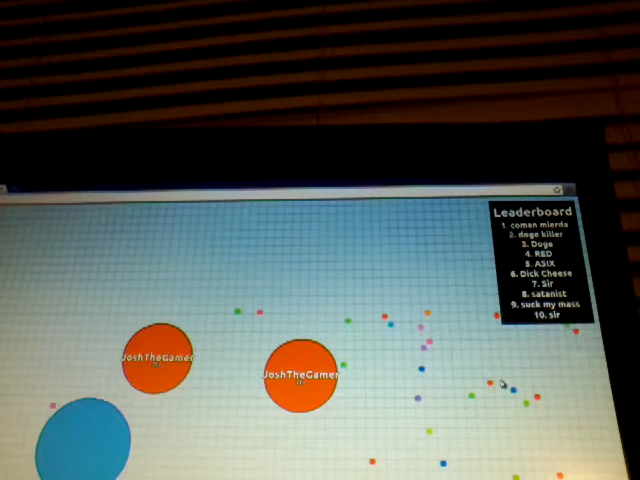 Leaderboard
1. coman mierda
2. doge killer
3. Doge
4. RED
5. ASIX
6. Dick Cheese
7. Sir
8. satanist
9. suck my mass
10. sir
JoshTheGamer
JoshTheGamer